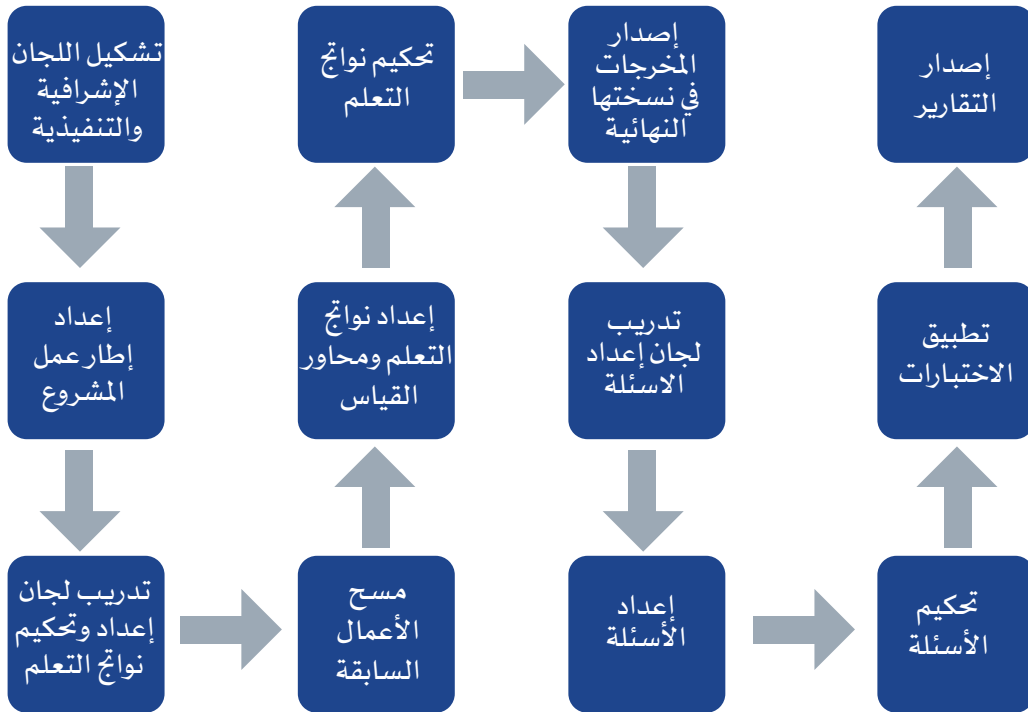 تشكيل اللجان
الإشرافية
والتنفيذية
إعداد
إطار عمل
المشروع
تدريب لجان
إعداد وتحكيم
نواتج التعلم
مسح
الأعمال
السابقة
إعداد نواتج
التعلم ومحاور
القياس
تحكيم نواتج
التعلم
إصدار
المخرجات
في نسختها
النهائية
تدريب
لجان إعداد
الاسئلة
إعداد
الأسئلة
تحكيم
الأسئلة
تطبيق
الاختبارات
إصدار
التقارير